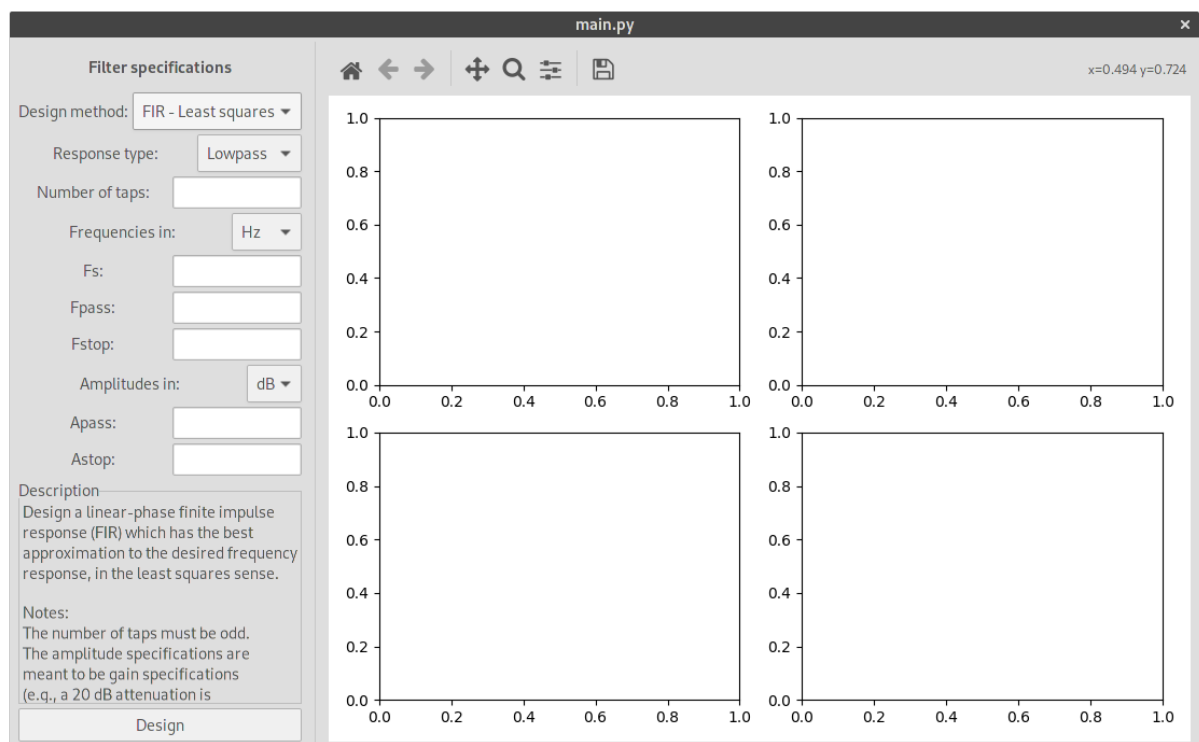 main.py
×
Filter specifications
x=0.494 y=0.724
Design method: FIR - Least squares
Response type: Lowpass
Number of taps:
Frequencies in: Hz
Fs:
Fpass:
Fstop:
Amplitudes in: dB
Apass:
Astop:
Description
Design a linear-phase finite impulse
response (FIR) which has the best
approximation to the desired frequency
response, in the least squares sense.
Notes:
The number of taps must be odd.
The amplitude specifications are
meant to be gain specifications
(e.g., a 20 dB attenuation is
Design
1.0
0.8
0.6
0.4
0.2
0.0
0.0 0.2 0.4 0.6 0.8 1.0
1.0
0.8
0.6
0.4
0.2
0.0
0.0 0.2 0.4 0.6 0.8 1.0
1.0
0.8
0.6
0.4
0.2
0.0
0.0 0.2 0.4 0.6 0.8 1.0
1.0
0.8
0.6
0.4
0.2
0.0
0.0 0.2 0.4 0.6 0.8 1.0